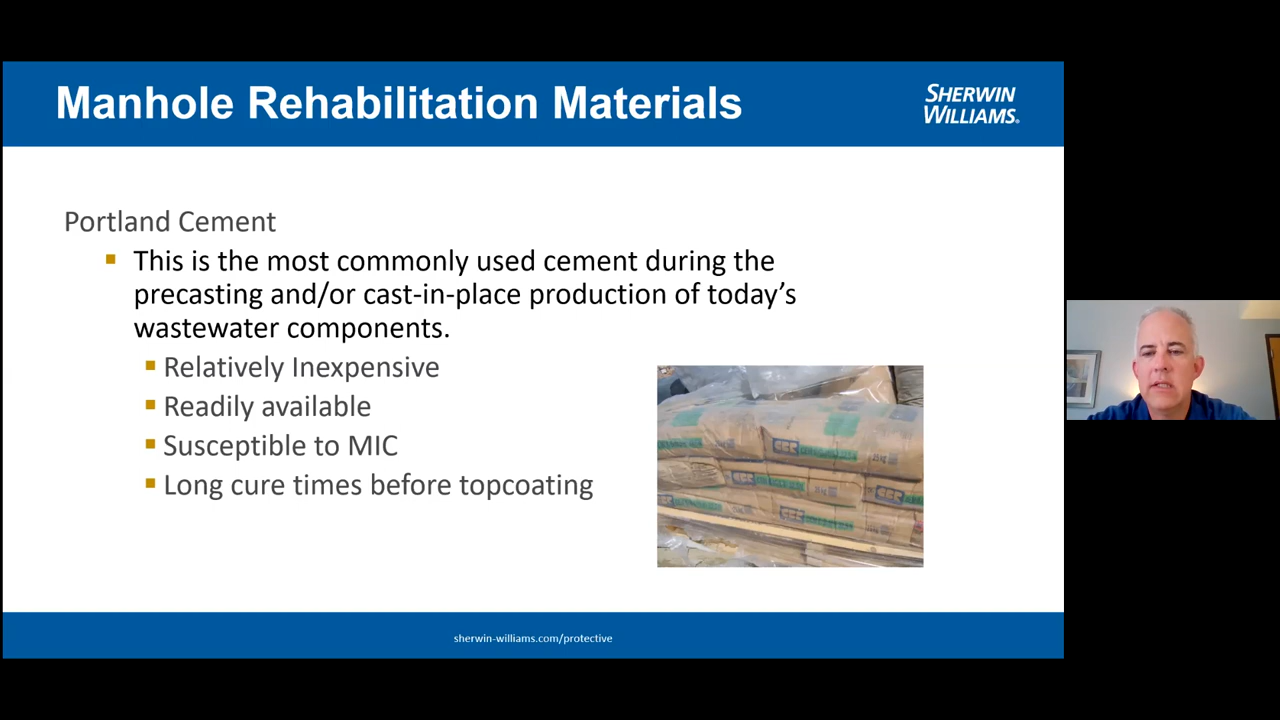 Manhole Rehabilitation Materials
SHERWIN
WILLIAMS.
Portland Cement
This is the most commonly used cement during the
precasting and/or cast-in-place production of today's
wastewater components.
Relatively Inexpensive
Readily available
Susceptible to MIC
Long cure times before topcoating
sherwin-williams.com/protective